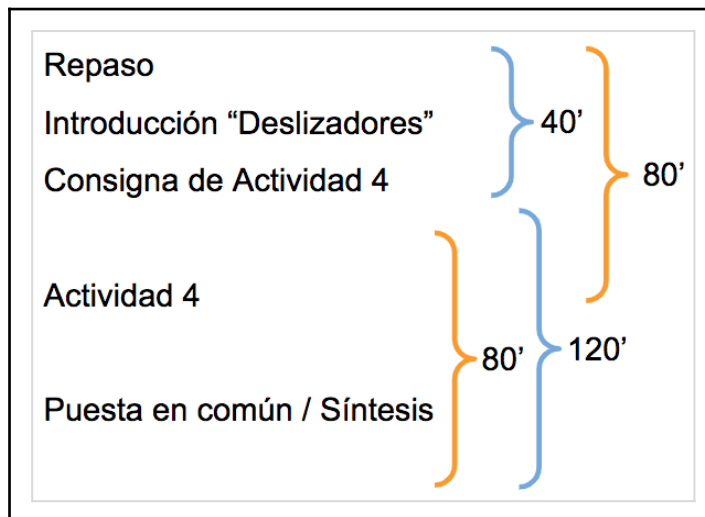 Repaso
Introducción “Deslizadores”
40’
Consigna de Actividad 4
80’
Actividad 4
80’
120’
Puesta en común / Síntesis